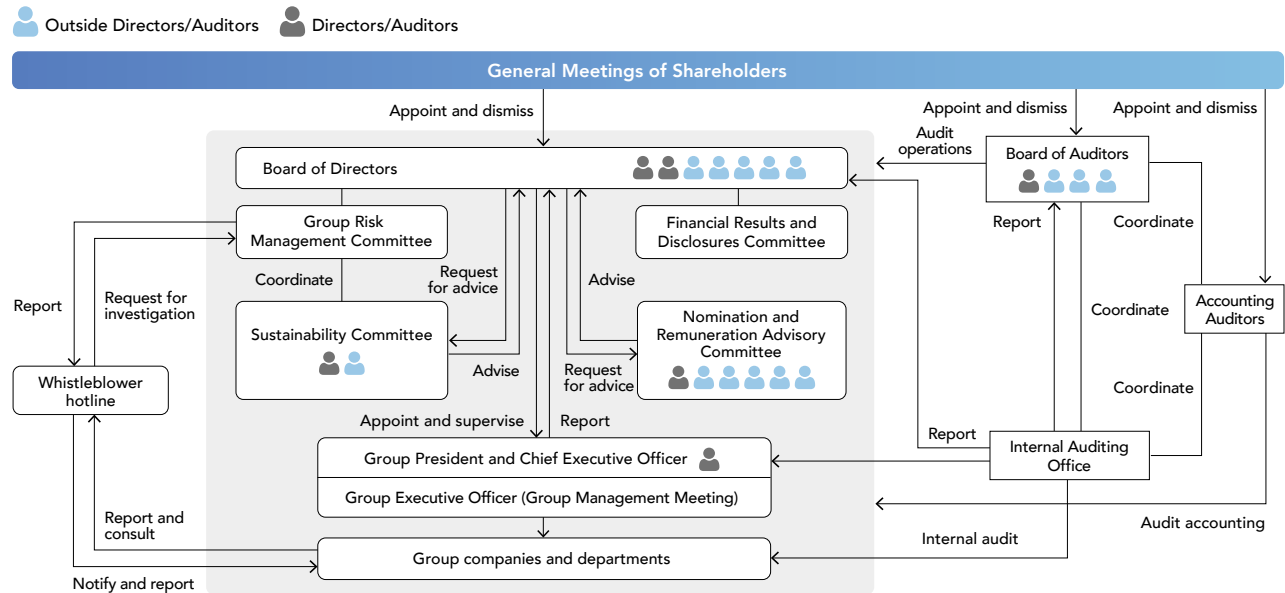 Outside Directors/Auditors
Directors/Auditors
General Meetings of Shareholders
Appoint and dismiss
Appoint and dismiss
Appoint and dismiss
Audit
operations
Board of Directors
Board of Auditors
Group Risk
Management Committee
Financial Results and
Disclosures Committee
Report
Coordinate
Coordinate
Request
for advice
Advise
Report
Request for
investigation
Coordinate
Accounting
Auditors
Sustainability Committee
Nomination and
Remuneration Advisory
Committee
Whistleblower
hotline
Advise
Request
for advice
Coordinate
Appoint and supervise
Report
Report
Group President and Chief Executive Officer
Internal Auditing
Office
Group Executive Officer (Group Management Meeting)
Report and
consult
Audit accounting
Internal audit
Group companies and departments
Notify and report